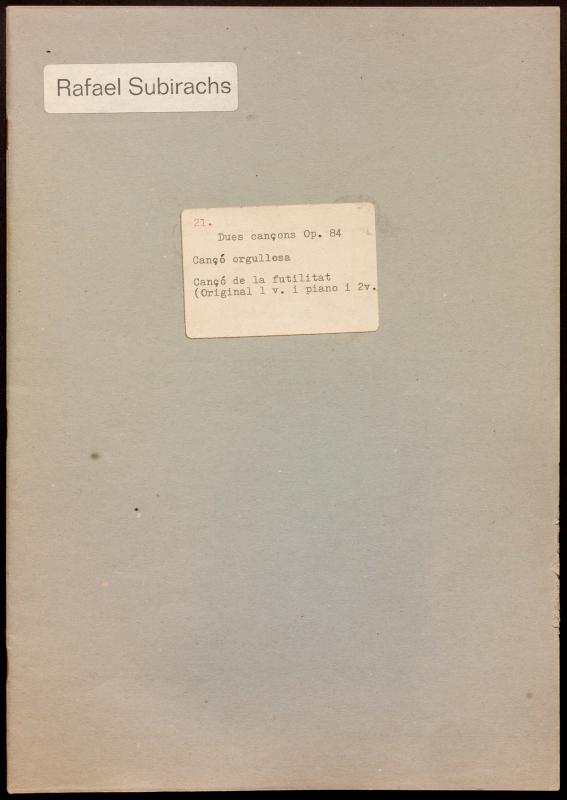 Rafael Subirachs
21.
Dues cançons Op. 84
Cançó orgullosa
Cançó de la futilitat
(Original 1 v. i piano i 2v.